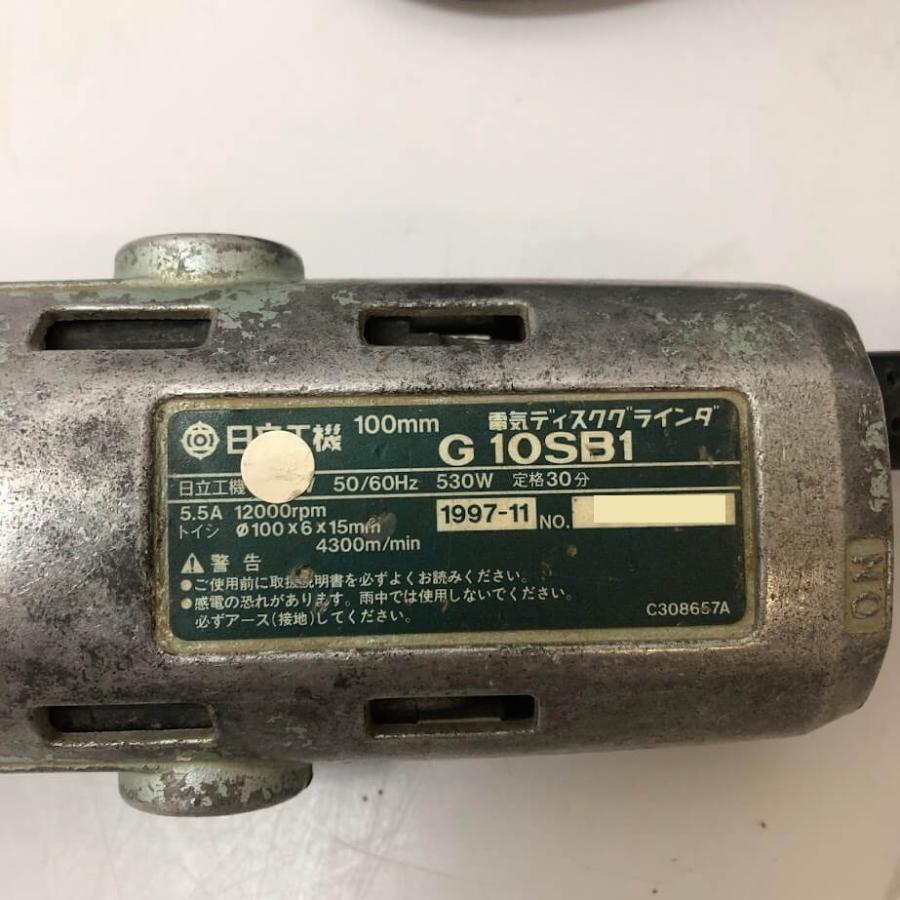 日立工機 100mm 電気ディスクグラインダ
G 10SB1
日立工機 50/60Hz 530W 定格30分
5.5A 12000rpm
1997-11 NO.
トイシ φ100x6x15mm
4300m/min
⚠警告
●ご使用前に取扱説明書を必ずよくお読みください。
●感電の恐れがあります。雨中では使用しないでください。
必ずアース(接地)してください。
C308657A
ON